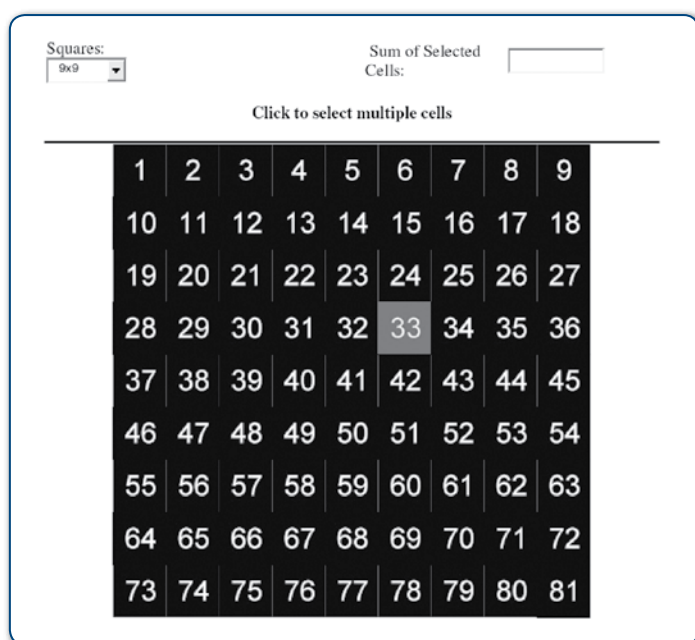 Squares:
9x9
Sum of Selected
Cells:
Click to select multiple cells
1 2 3 4 5 6 7 8 9
10 11 12 13 14 15 16 17 18
19 20 21 22 23 24 25 26 27
28 29 30 31 32 33 34 35 36
37 38 39 40 41 42 43 44 45
46 47 48 49 50 51 52 53 54
55 56 57 58 59 60 61 62 63
64 65 66 67 68 69 70 71 72
73 74 75 76 77 78 79 80 81